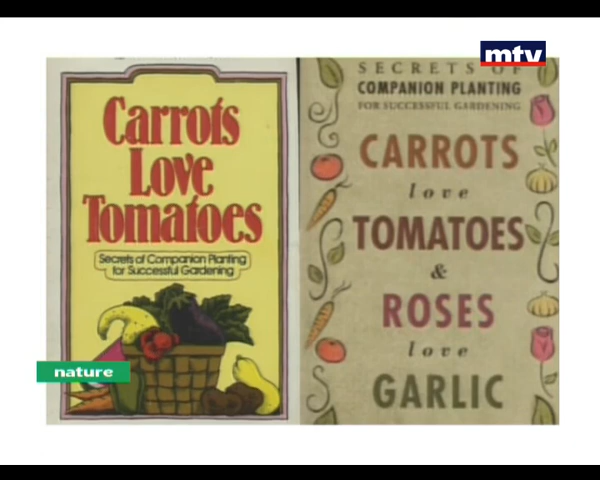 mtv
Carrots
Love
Tomatoes
Secrets of Companion Planting
for Successful Gardening
SECRETS OF
COMPANION PLANTING
FOR SUCCESSFUL GARDENING
CARROTS
love
TOMATOES
&
ROSES
love
GARLIC
nature